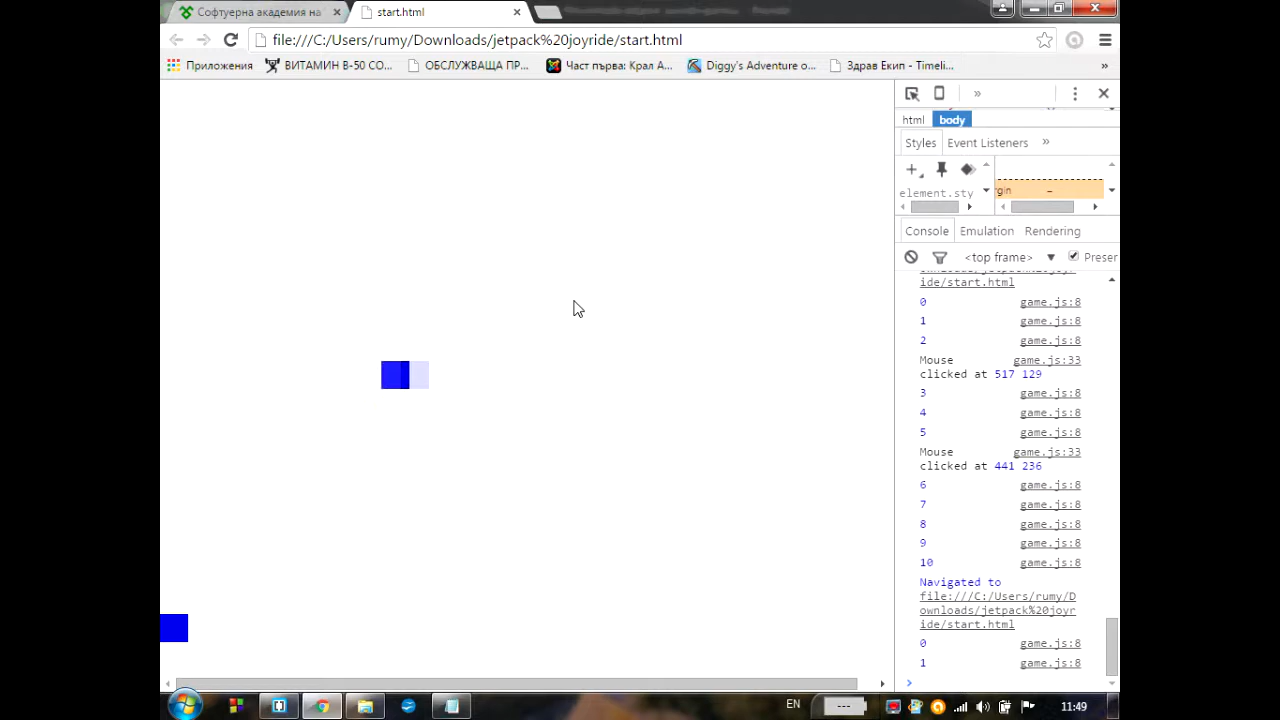 Софтуерна академия на
start.html
file:///C:/Users/rumy/Downloads/jetpack%20joyride/start.html
Приложения
ВИТАМИН B-50 CO...
ОБСЛУЖВАЩА ПР...
Част първа: Крал А...
Diggy's Adventure o...
Здрав Екип - Timeli...
»
»
html
body
Styles
Event Listeners
»
element.sty
rgin
–
Console
Emulation
Rendering
<top frame>
Preser
ownloads/jetpack%20joyr
ide/start.html
0 game.js:8
1 game.js:8
2 game.js:8
Mouse game.js:33
clicked at 517 129
3 game.js:8
4 game.js:8
5 game.js:8
Mouse game.js:33
clicked at 441 236
6 game.js:8
7 game.js:8
8 game.js:8
9 game.js:8
10 game.js:8
Navigated to
file:///C:/Users/rumy/D
ownloads/jetpack%20joyr
ide/start.html
0 game.js:8
1 game.js:8
>
EN
---
11:49